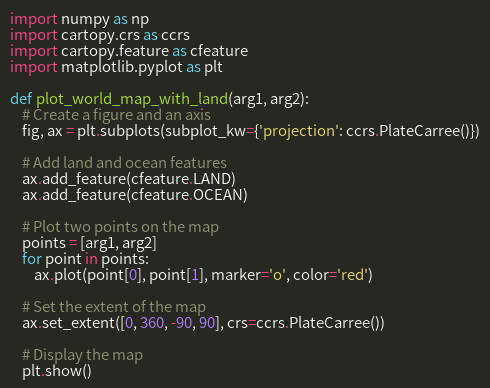 import numpy as np
import cartopy.crs as ccrs
import cartopy.feature as cfeature
import matplotlib.pyplot as plt

def plot_world_map_with_land(arg1, arg2):
    # Create a figure and an axis
    fig, ax = plt.subplots(subplot_kw={'projection': ccrs.PlateCarree()})

    # Add land and ocean features
    ax.add_feature(cfeature.LAND)
    ax.add_feature(cfeature.OCEAN)

    # Plot two points on the map
    points = [arg1, arg2]
    for point in points:
        ax.plot(point[0], point[1], marker='o', color='red')

    # Set the extent of the map
    ax.set_extent([0, 360, -90, 90], crs=ccrs.PlateCarree())

    # Display the map
    plt.show()